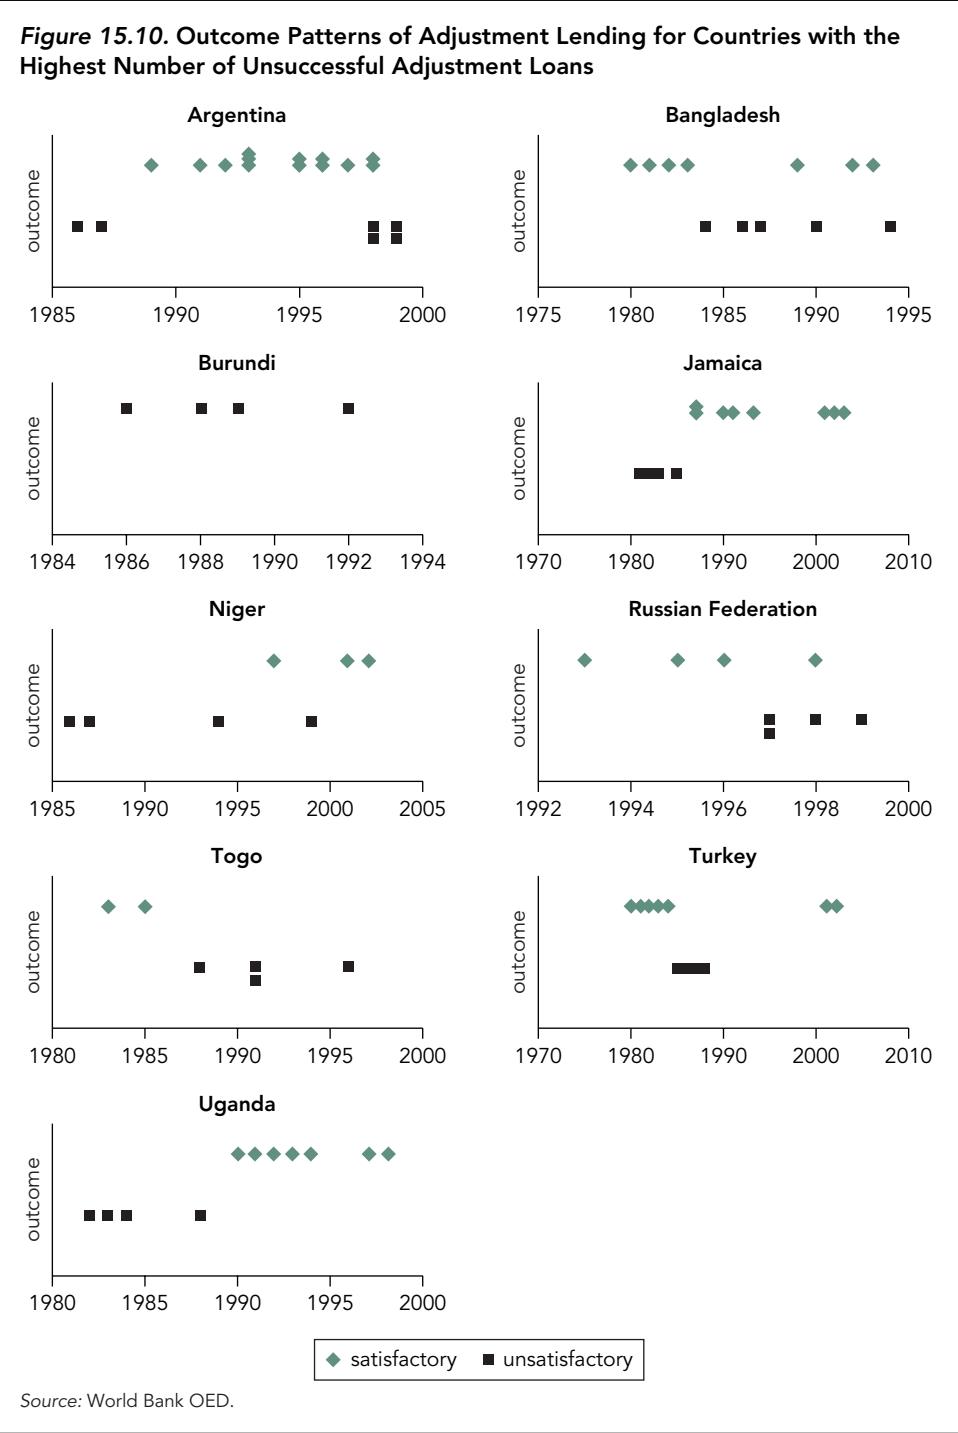 Figure 15.10. Outcome Patterns of Adjustment Lending for Countries with the
Highest Number of Unsuccessful Adjustment Loans
Argentina
outcome
1985 1990 1995 2000
Bangladesh
outcome
1975 1980 1985 1990 1995
Burundi
outcome
1984 1986 1988 1990 1992 1994
Jamaica
outcome
1970 1980 1990 2000 2010
Niger
outcome
1985 1990 1995 2000 2005
Russian Federation
outcome
1992 1994 1996 1998 2000
Togo
outcome
1980 1985 1990 1995 2000
Turkey
outcome
1970 1980 1990 2000 2010
Uganda
outcome
1980 1985 1990 1995 2000
satisfactory unsatisfactory
Source: World Bank OED.